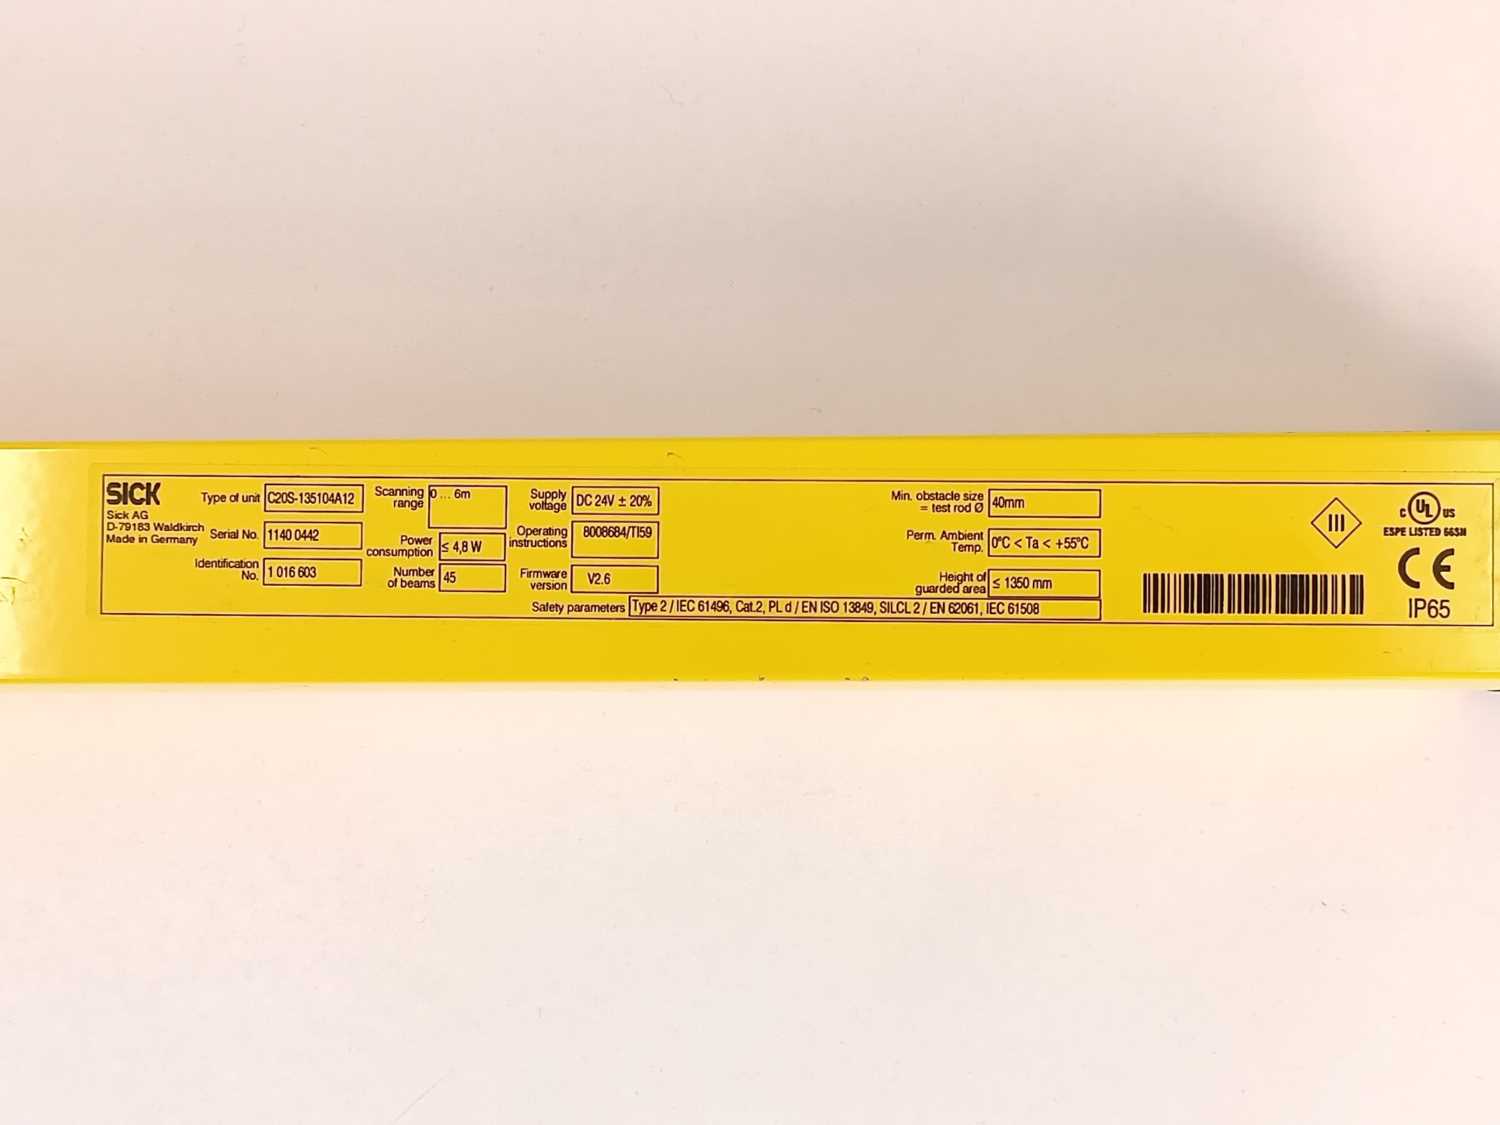 SICK
Sick AG
D-79183 Waldkirch
Made in Germany
Type of unit C20S-135104A12
Serial No. 1140 0442
Identification
No. 1 016 603
Scanning
range 0 ... 6m
Power
consumption ≤ 4,8 W
Number
of beams 45
Supply
voltage DC 24V ± 20%
Operating
instructions 8008684/TI59
Firmware
version V2.6
Safety parameters Type 2 / IEC 61496, Cat.2, PL d / EN ISO 13849, SILCL 2 / EN 62061, IEC 61508
Min. obstacle size
= test rod Ø 40mm
Perm. Ambient
Temp. 0°C < Ta < +55°C
Height of
guarded area ≤ 1350 mm
III
C UL US
ESPE LISTED 66SN
CE
IP65